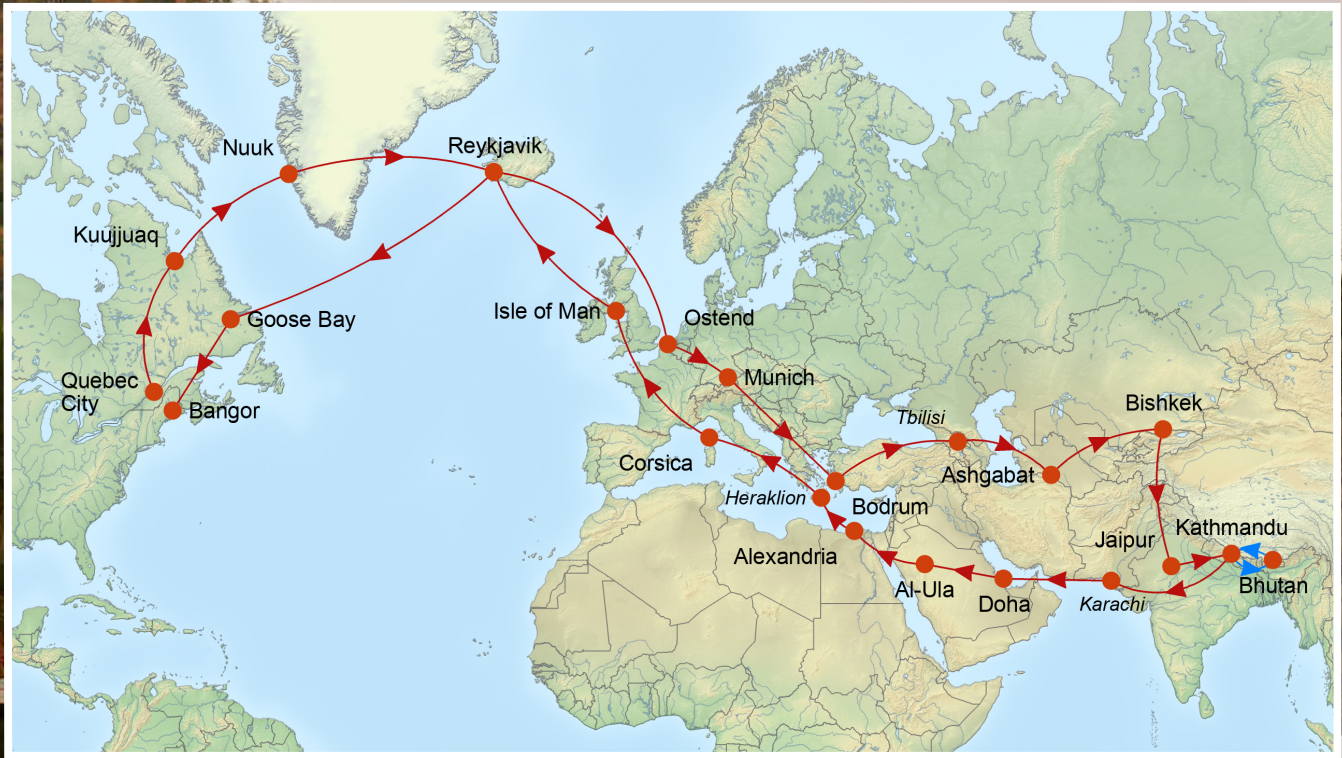 Nuuk
Reykjavik
Kuujjuaq
Isle of Man
Goose Bay
Ostend
Quebec
City
Munich
Bangor
Tbilisi
Bishkek
Corsica
Ashgabat
Heraklion
Bodrum
Jaipur
Kathmandu
Alexandria
Al-Ula
Doha
Karachi
Bhutan